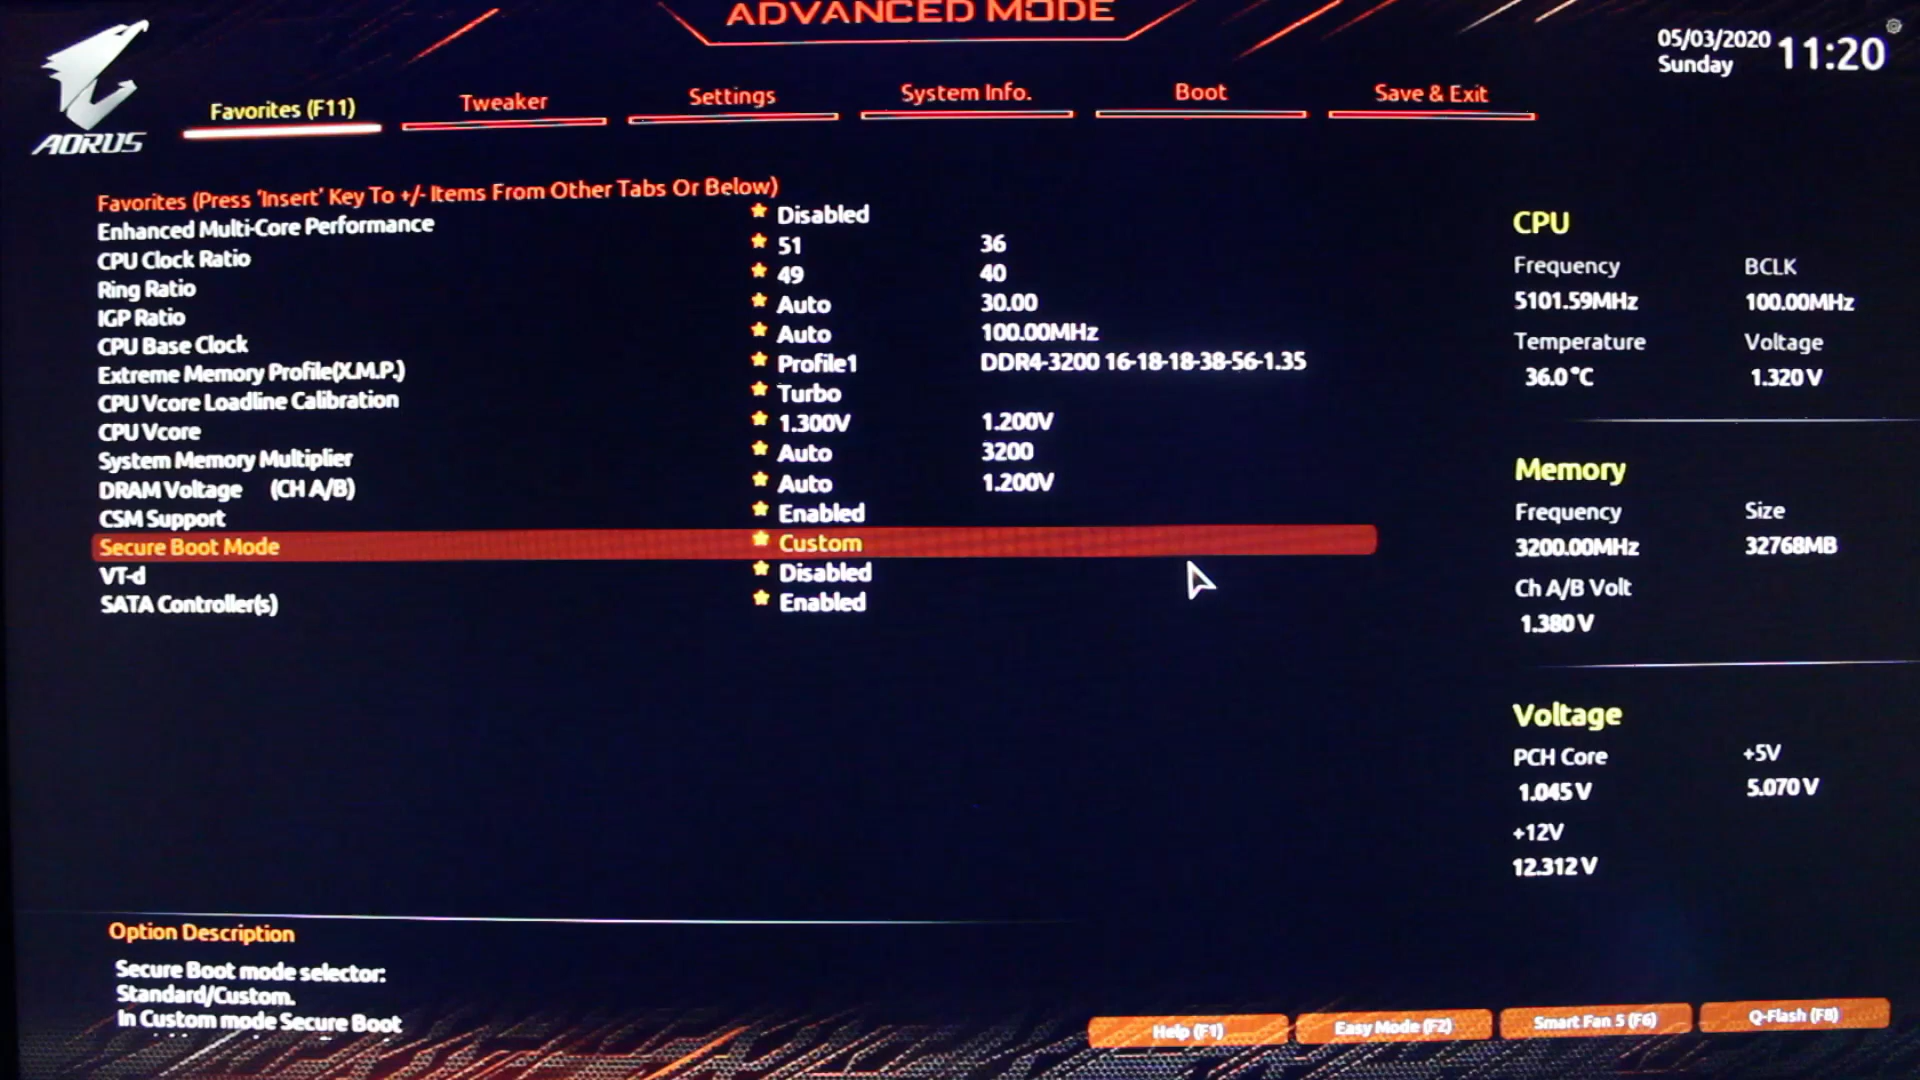 ADVANCED MODE
05/03/2020
Sunday
11:20
AORUS
Favorites (F11)
Tweaker
Settings
System Info.
Boot
Save & Exit
Favorites (Press 'Insert' Key To +/- Items From Other Tabs Or Below)
Enhanced Multi-Core Performance Disabled
CPU Clock Ratio 51 36
Ring Ratio 49 40
IGP Ratio Auto 30.00
CPU Base Clock Auto 100.00MHz
Extreme Memory Profile(X.M.P.) Profile1 DDR4-3200 16-18-18-38-56-1.35
CPU Vcore Loadline Calibration Turbo
CPU Vcore 1.300V 1.200V
System Memory Multiplier Auto 3200
DRAM Voltage (CH A/B) Auto 1.200V
CSM Support Enabled
Secure Boot Mode Custom
VT-d Disabled
SATA Controller(s) Enabled
CPU
Frequency BCLK
5101.59MHz 100.00MHz
Temperature Voltage
36.0 °C 1.320 V
Memory
Frequency Size
3200.00MHz 32768MB
Ch A/B Volt
1.380 V
Voltage
PCH Core +5V
1.045 V 5.070 V
+12V
12.312 V
Option Description
Secure Boot mode selector:
Standard/Custom.
In Custom mode Secure Boot
Help (F1)
Easy Mode (F2)
Smart Fan 5 (F6)
Q-Flash (F8)